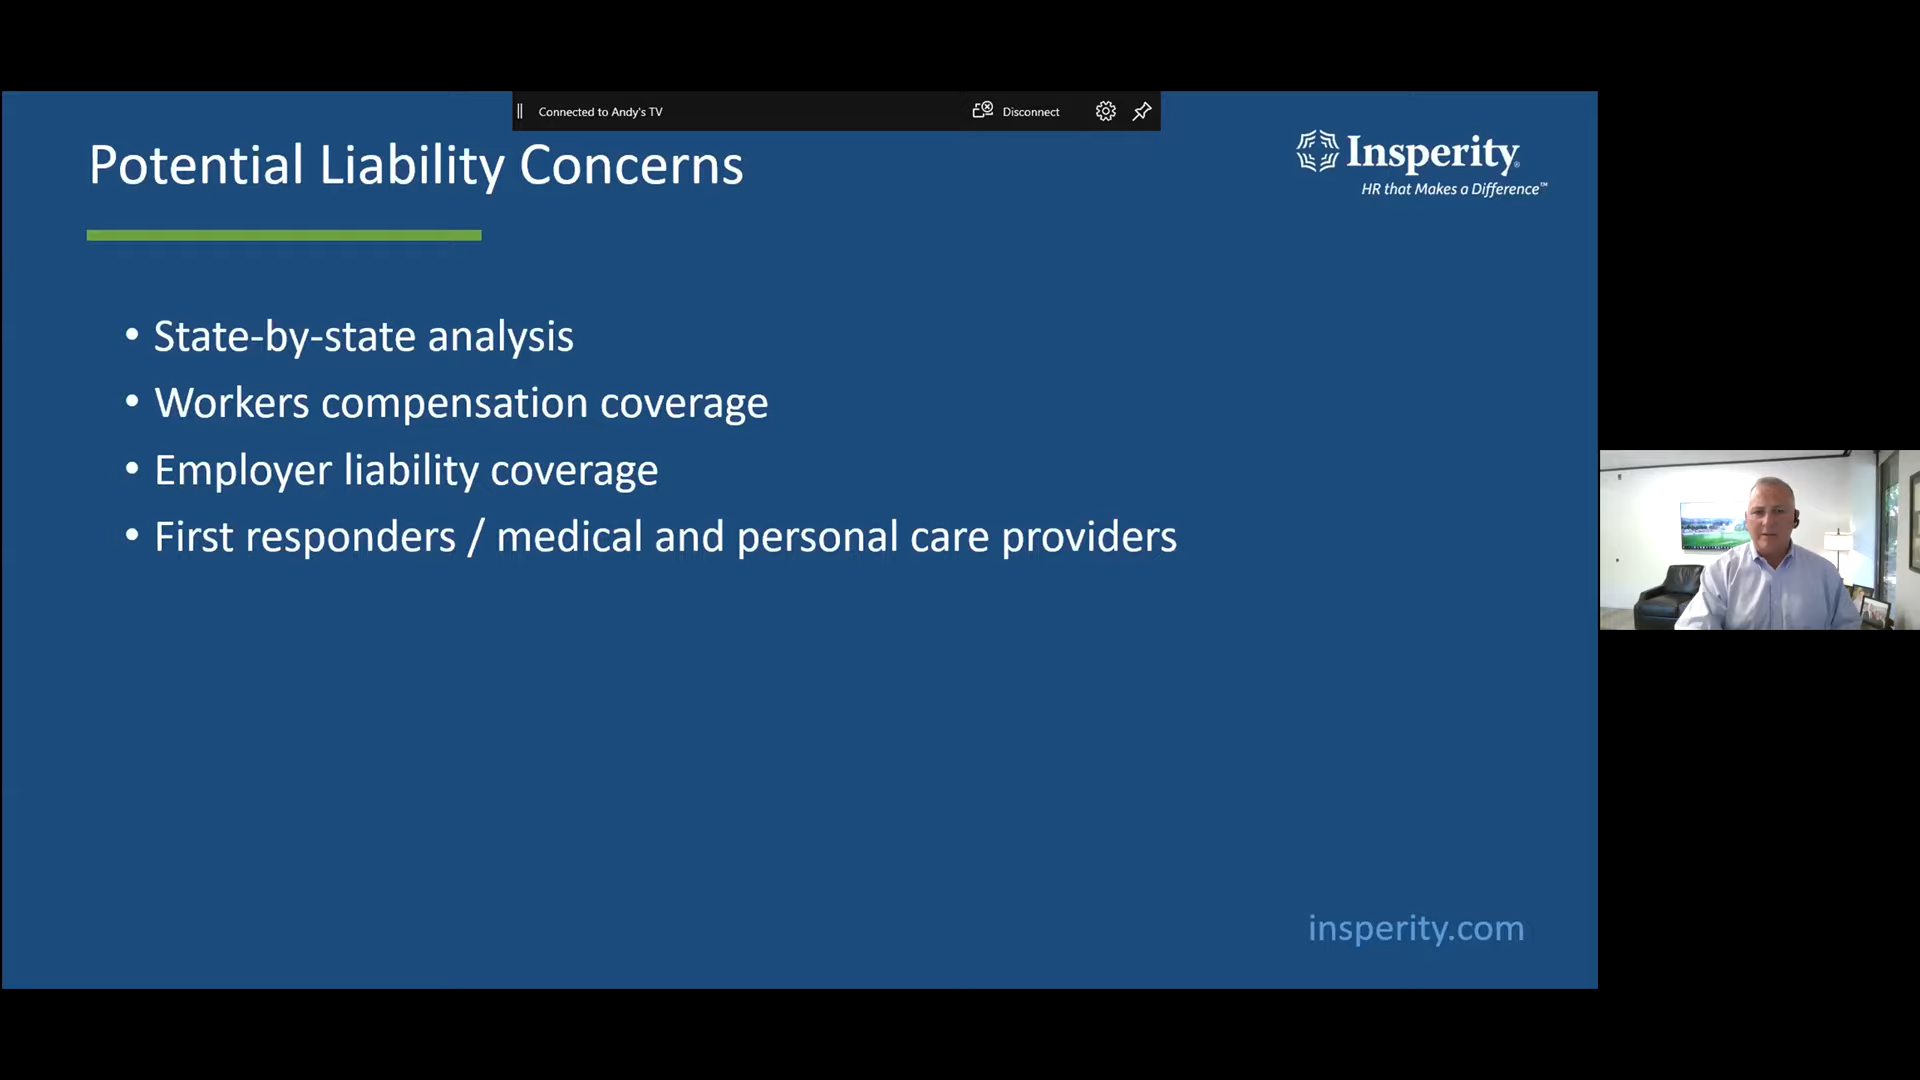 Connected to Andy's TV
Disconnect
Potential Liability Concerns
Insperity®
HR that Makes a Difference™
• State-by-state analysis
• Workers compensation coverage
• Employer liability coverage
• First responders / medical and personal care providers
insperity.com